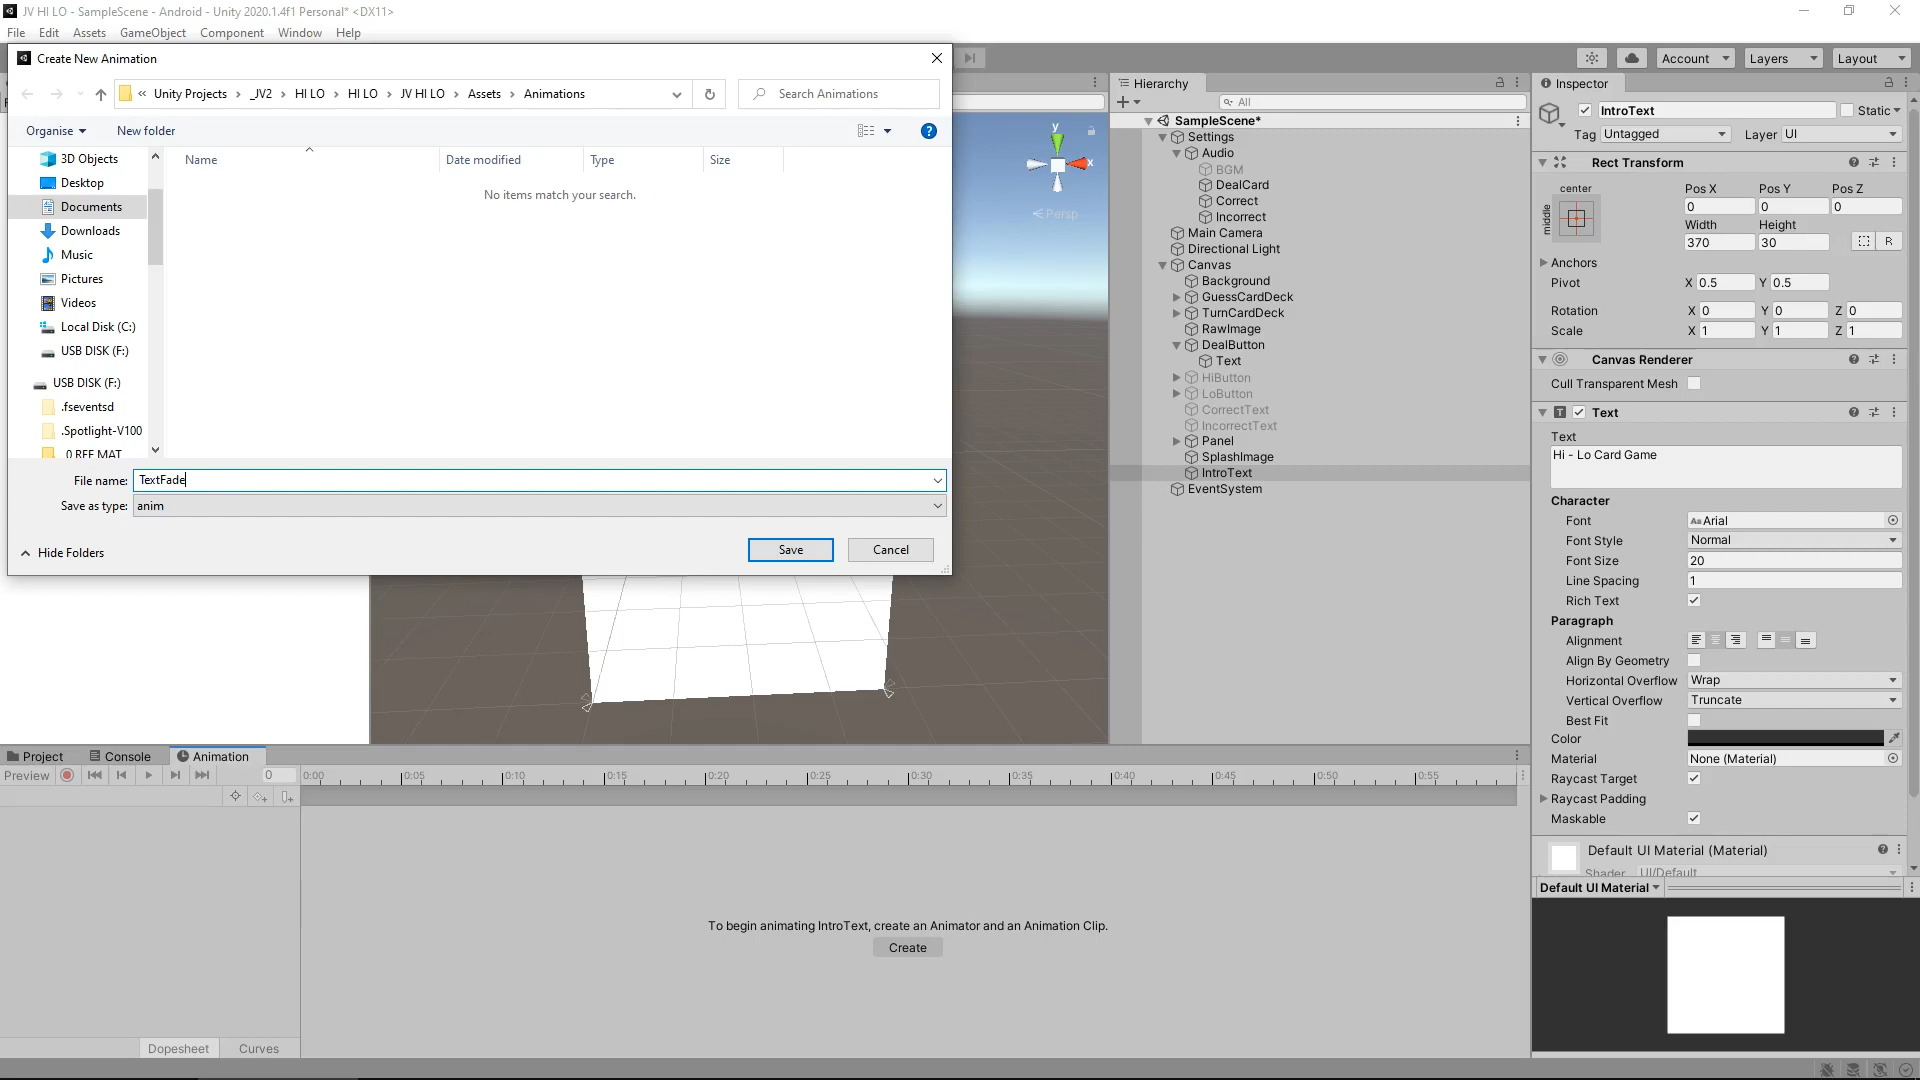 JV HI LO - SampleScene - Android - Unity 2020.1.4f1 Personal* <DX11>
File Edit Assets GameObject Component Window Help
Create New Animation
« Unity Projects › _JV2 › HI LO › HI LO › JV HI LO › Assets › Animations
Search Animations
Organise New folder
3D Objects
Desktop
Documents
Downloads
Music
Pictures
Videos
Local Disk (C:)
USB DISK (F:)
USB DISK (F:)
.fseventsd
.Spotlight-V100
_0 REF MAT
Name Date modified Type Size
No items match your search.
File name: TextFade
Save as type: anim
Hide Folders
Save Cancel
y
x
Persp
Hierarchy
All
SampleScene*
Settings
Audio
BGM
DealCard
Correct
Incorrect
Main Camera
Directional Light
Canvas
Background
GuessCardDeck
TurnCardDeck
RawImage
DealButton
Text
HiButton
LoButton
CorrectText
IncorrectText
Panel
SplashImage
IntroText
EventSystem
Account Layers Layout
Inspector
IntroText Static
Tag Untagged Layer UI
Rect Transform
center Pos X Pos Y Pos Z
middle 0 0 0
Width Height
370 30 R
Anchors
Pivot X 0.5 Y 0.5
Rotation X 0 Y 0 Z 0
Scale X 1 Y 1 Z 1
Canvas Renderer
Cull Transparent Mesh
Text
Text
Hi - Lo Card Game
Character
Font Arial
Font Style Normal
Font Size 20
Line Spacing 1
Rich Text
Paragraph
Alignment
Align By Geometry
Horizontal Overflow Wrap
Vertical Overflow Truncate
Best Fit
Color
Material None (Material)
Raycast Target
Raycast Padding
Maskable
Default UI Material (Material)
Shader UI/Default
Default UI Material
Project Console Animation
Preview 0 0:00 0:05 0:10 0:15 0:20 0:25 0:30 0:35 0:40 0:45 0:50 0:55
To begin animating IntroText, create an Animator and an Animation Clip.
Create
Dopesheet Curves